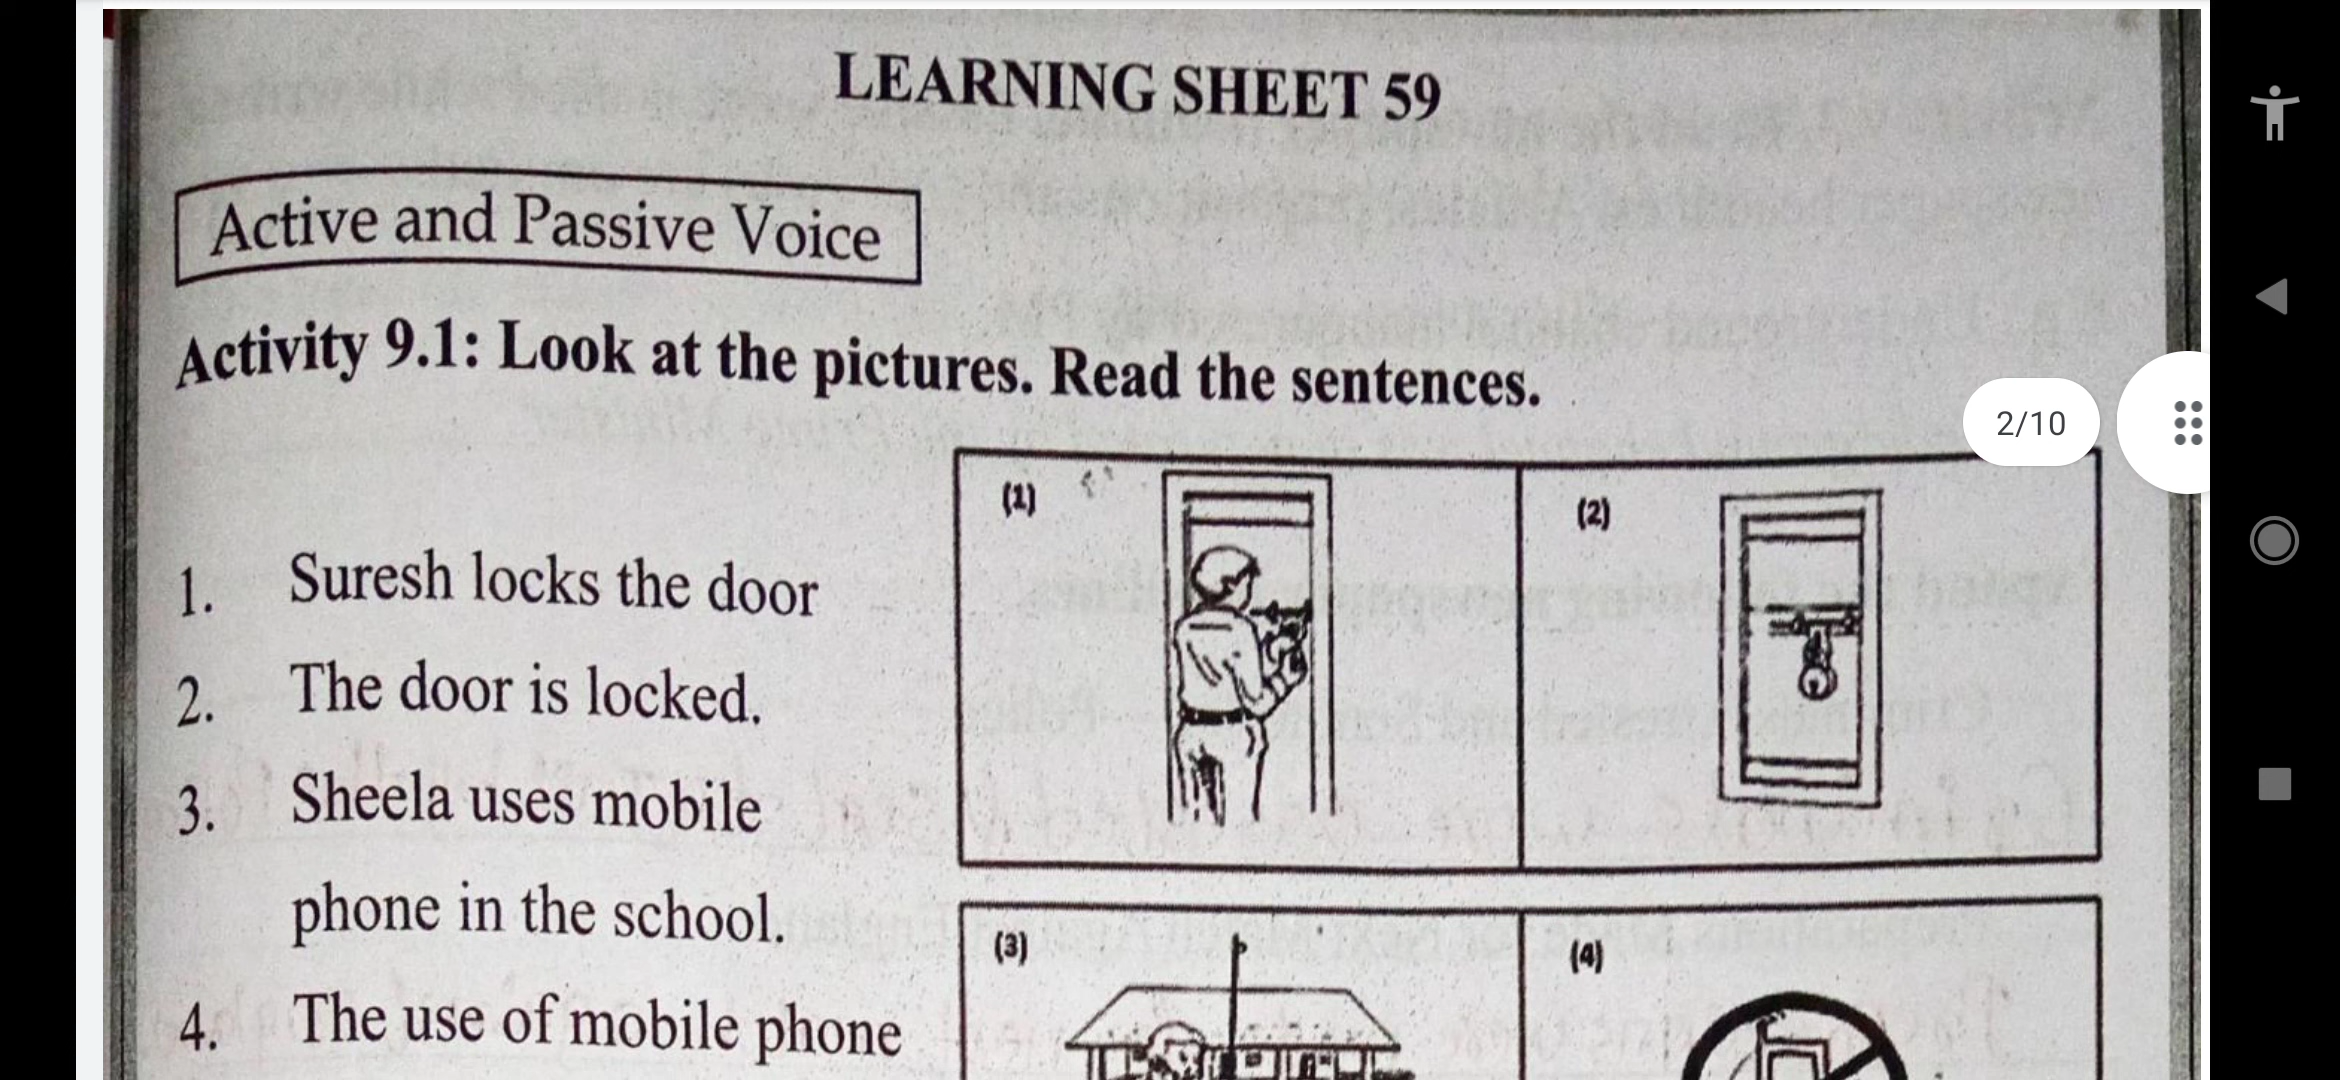 LEARNING SHEET 59
Active and Passive Voice
Activity 9.1: Look at the pictures. Read the sentences.
2/10
(1)
(2)
1. Suresh locks the door
2. The door is locked.
3. Sheela uses mobile
phone in the school.
(3)
(4)
4. The use of mobile phone